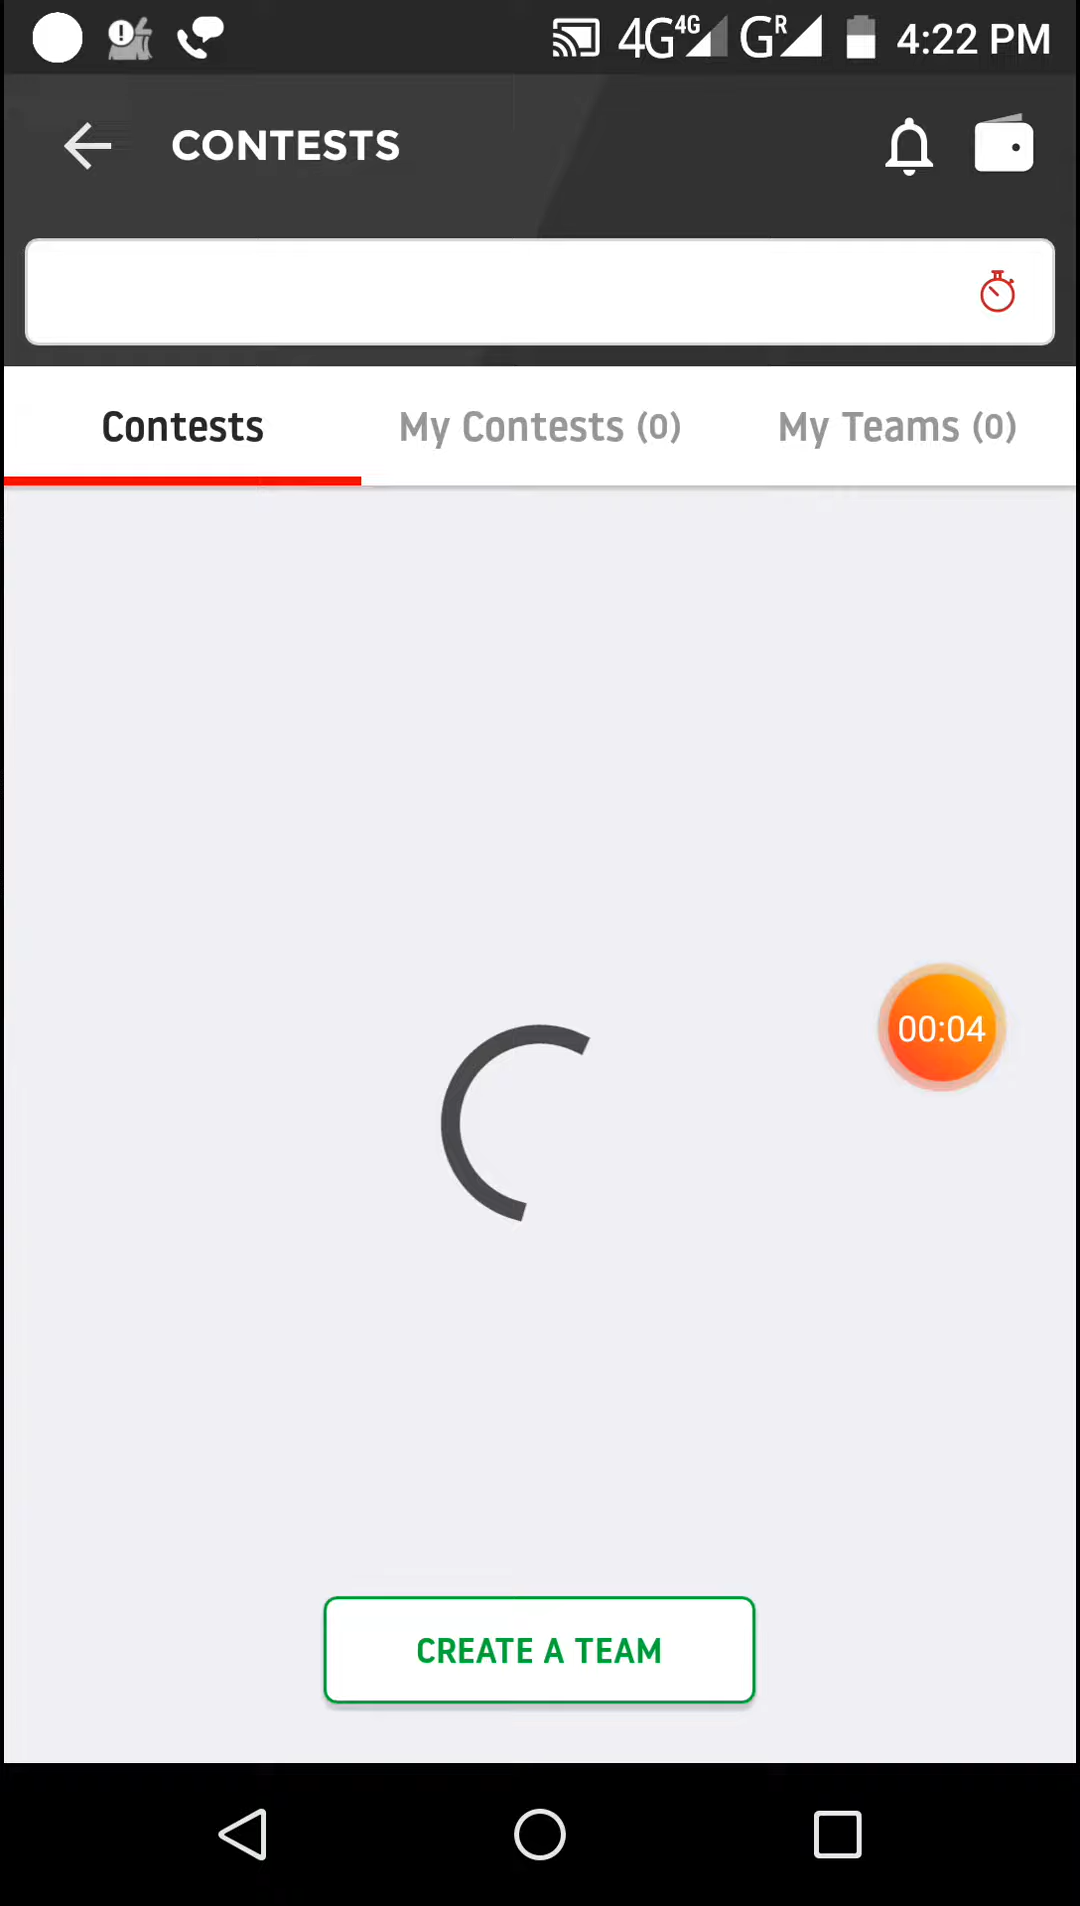 4G 4G G R 4:22 PM
CONTESTS
Contests My Contests (0) My Teams (0)
00:04
CREATE A TEAM